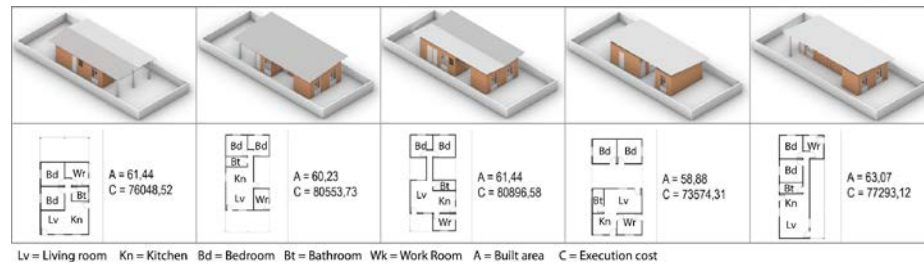 Bd Wr
Bd Bt
Lv Kn
A = 61,44
C = 76048,52
Bd Bd
Bt
Kn
Lv Wr
A = 60,23
C = 80553,73
Bd Bd
Bt
Lv Kn
Wr
A = 61,44
C = 80896,58
Bd Bd
Bt Lv
Kn Wr
A = 58,88
C = 73574,31
Bd Wr
Bd
Bt
Kn
Lv
A = 63,07
C = 77293,12
Lv = Living room Kn = Kitchen Bd = Bedroom Bt = Bathroom Wk = Work Room A = Built area C = Execution cost